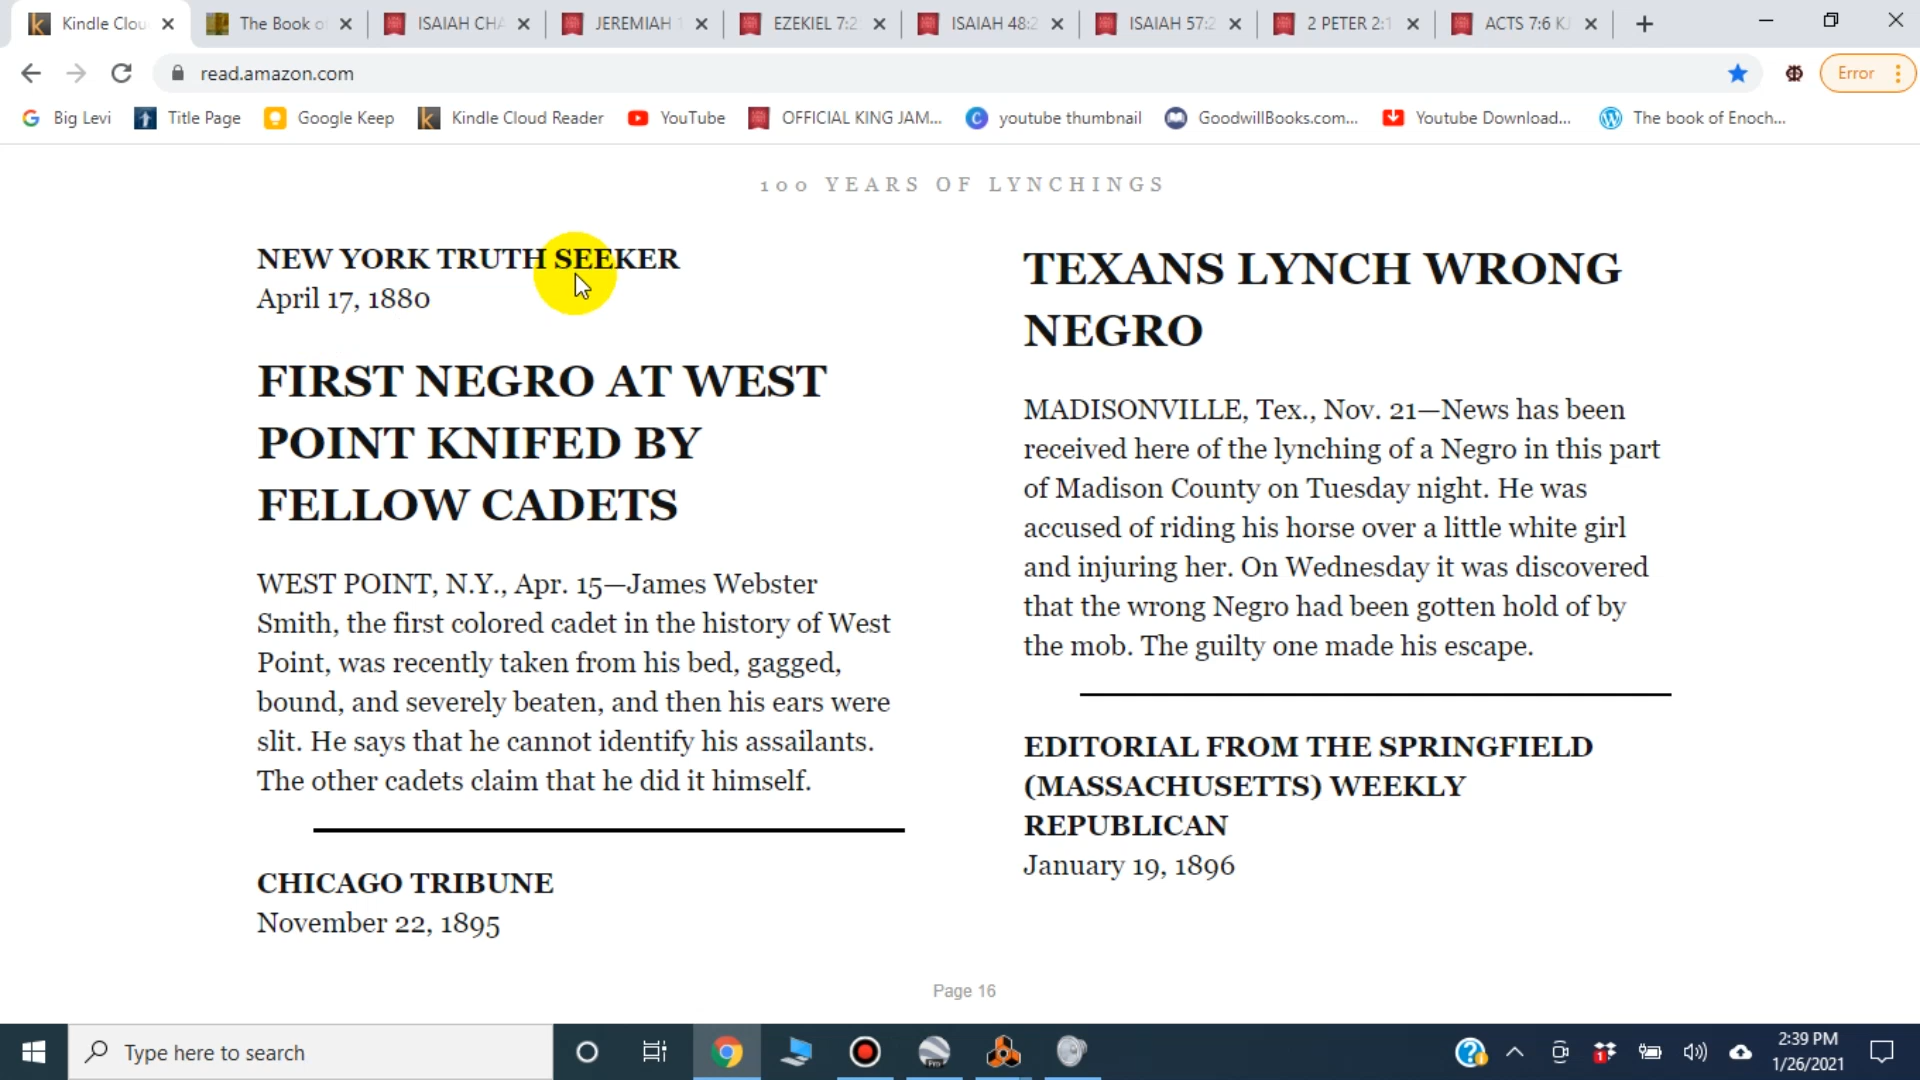 Kindle Clou
The Book o
ISAIAH CHA
JEREMIAH 1
EZEKIEL 7:2
ISAIAH 48:2
ISAIAH 57:2
2 PETER 2:1
ACTS 7:6 KJ
read.amazon.com
Error
Big Levi
Title Page
Google Keep
Kindle Cloud Reader
YouTube
OFFICIAL KING JAM...
youtube thumbnail
GoodwillBooks.com...
Youtube Download...
The book of Enoch...
100 YEARS OF LYNCHINGS
NEW YORK TRUTH SEEKER
April 17, 1880
FIRST NEGRO AT WEST
POINT KNIFED BY
FELLOW CADETS
WEST POINT, N.Y., Apr. 15—James Webster
Smith, the first colored cadet in the history of West
Point, was recently taken from his bed, gagged,
bound, and severely beaten, and then his ears were
slit. He says that he cannot identify his assailants.
The other cadets claim that he did it himself.
CHICAGO TRIBUNE
November 22, 1895
TEXANS LYNCH WRONG
NEGRO
MADISONVILLE, Tex., Nov. 21—News has been
received here of the lynching of a Negro in this part
of Madison County on Tuesday night. He was
accused of riding his horse over a little white girl
and injuring her. On Wednesday it was discovered
that the wrong Negro had been gotten hold of by
the mob. The guilty one made his escape.
EDITORIAL FROM THE SPRINGFIELD
(MASSACHUSETTS) WEEKLY
REPUBLICAN
January 19, 1896
Page 16
Type here to search
2:39 PM
1/26/2021